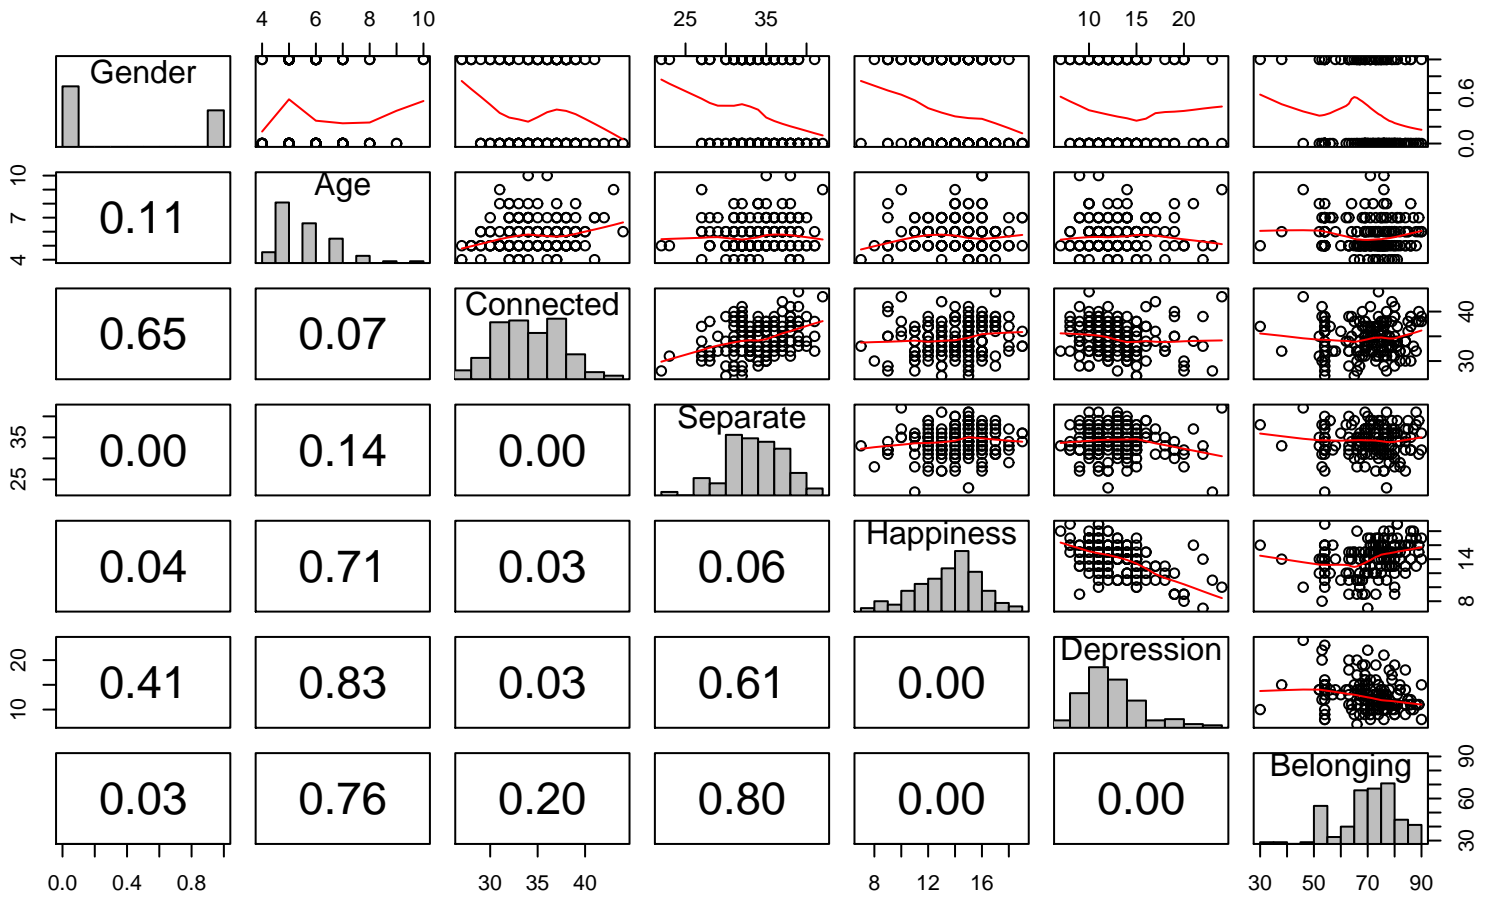 4 6 8 10 25 35 10 15 20
Gender 0.0 0.6
4 7 10 0.11 Age
0.65 0.07 Connected 30 40
25 35 0.00 0.14 0.00 Separate
0.04 0.71 0.03 0.06 Happiness 8 14
10 20 0.41 0.83 0.03 0.61 0.00 Depression
0.03 0.76 0.20 0.80 0.00 0.00 Belonging 30 60 90
0.0 0.4 0.8 30 35 40 8 12 16 30 50 70 90